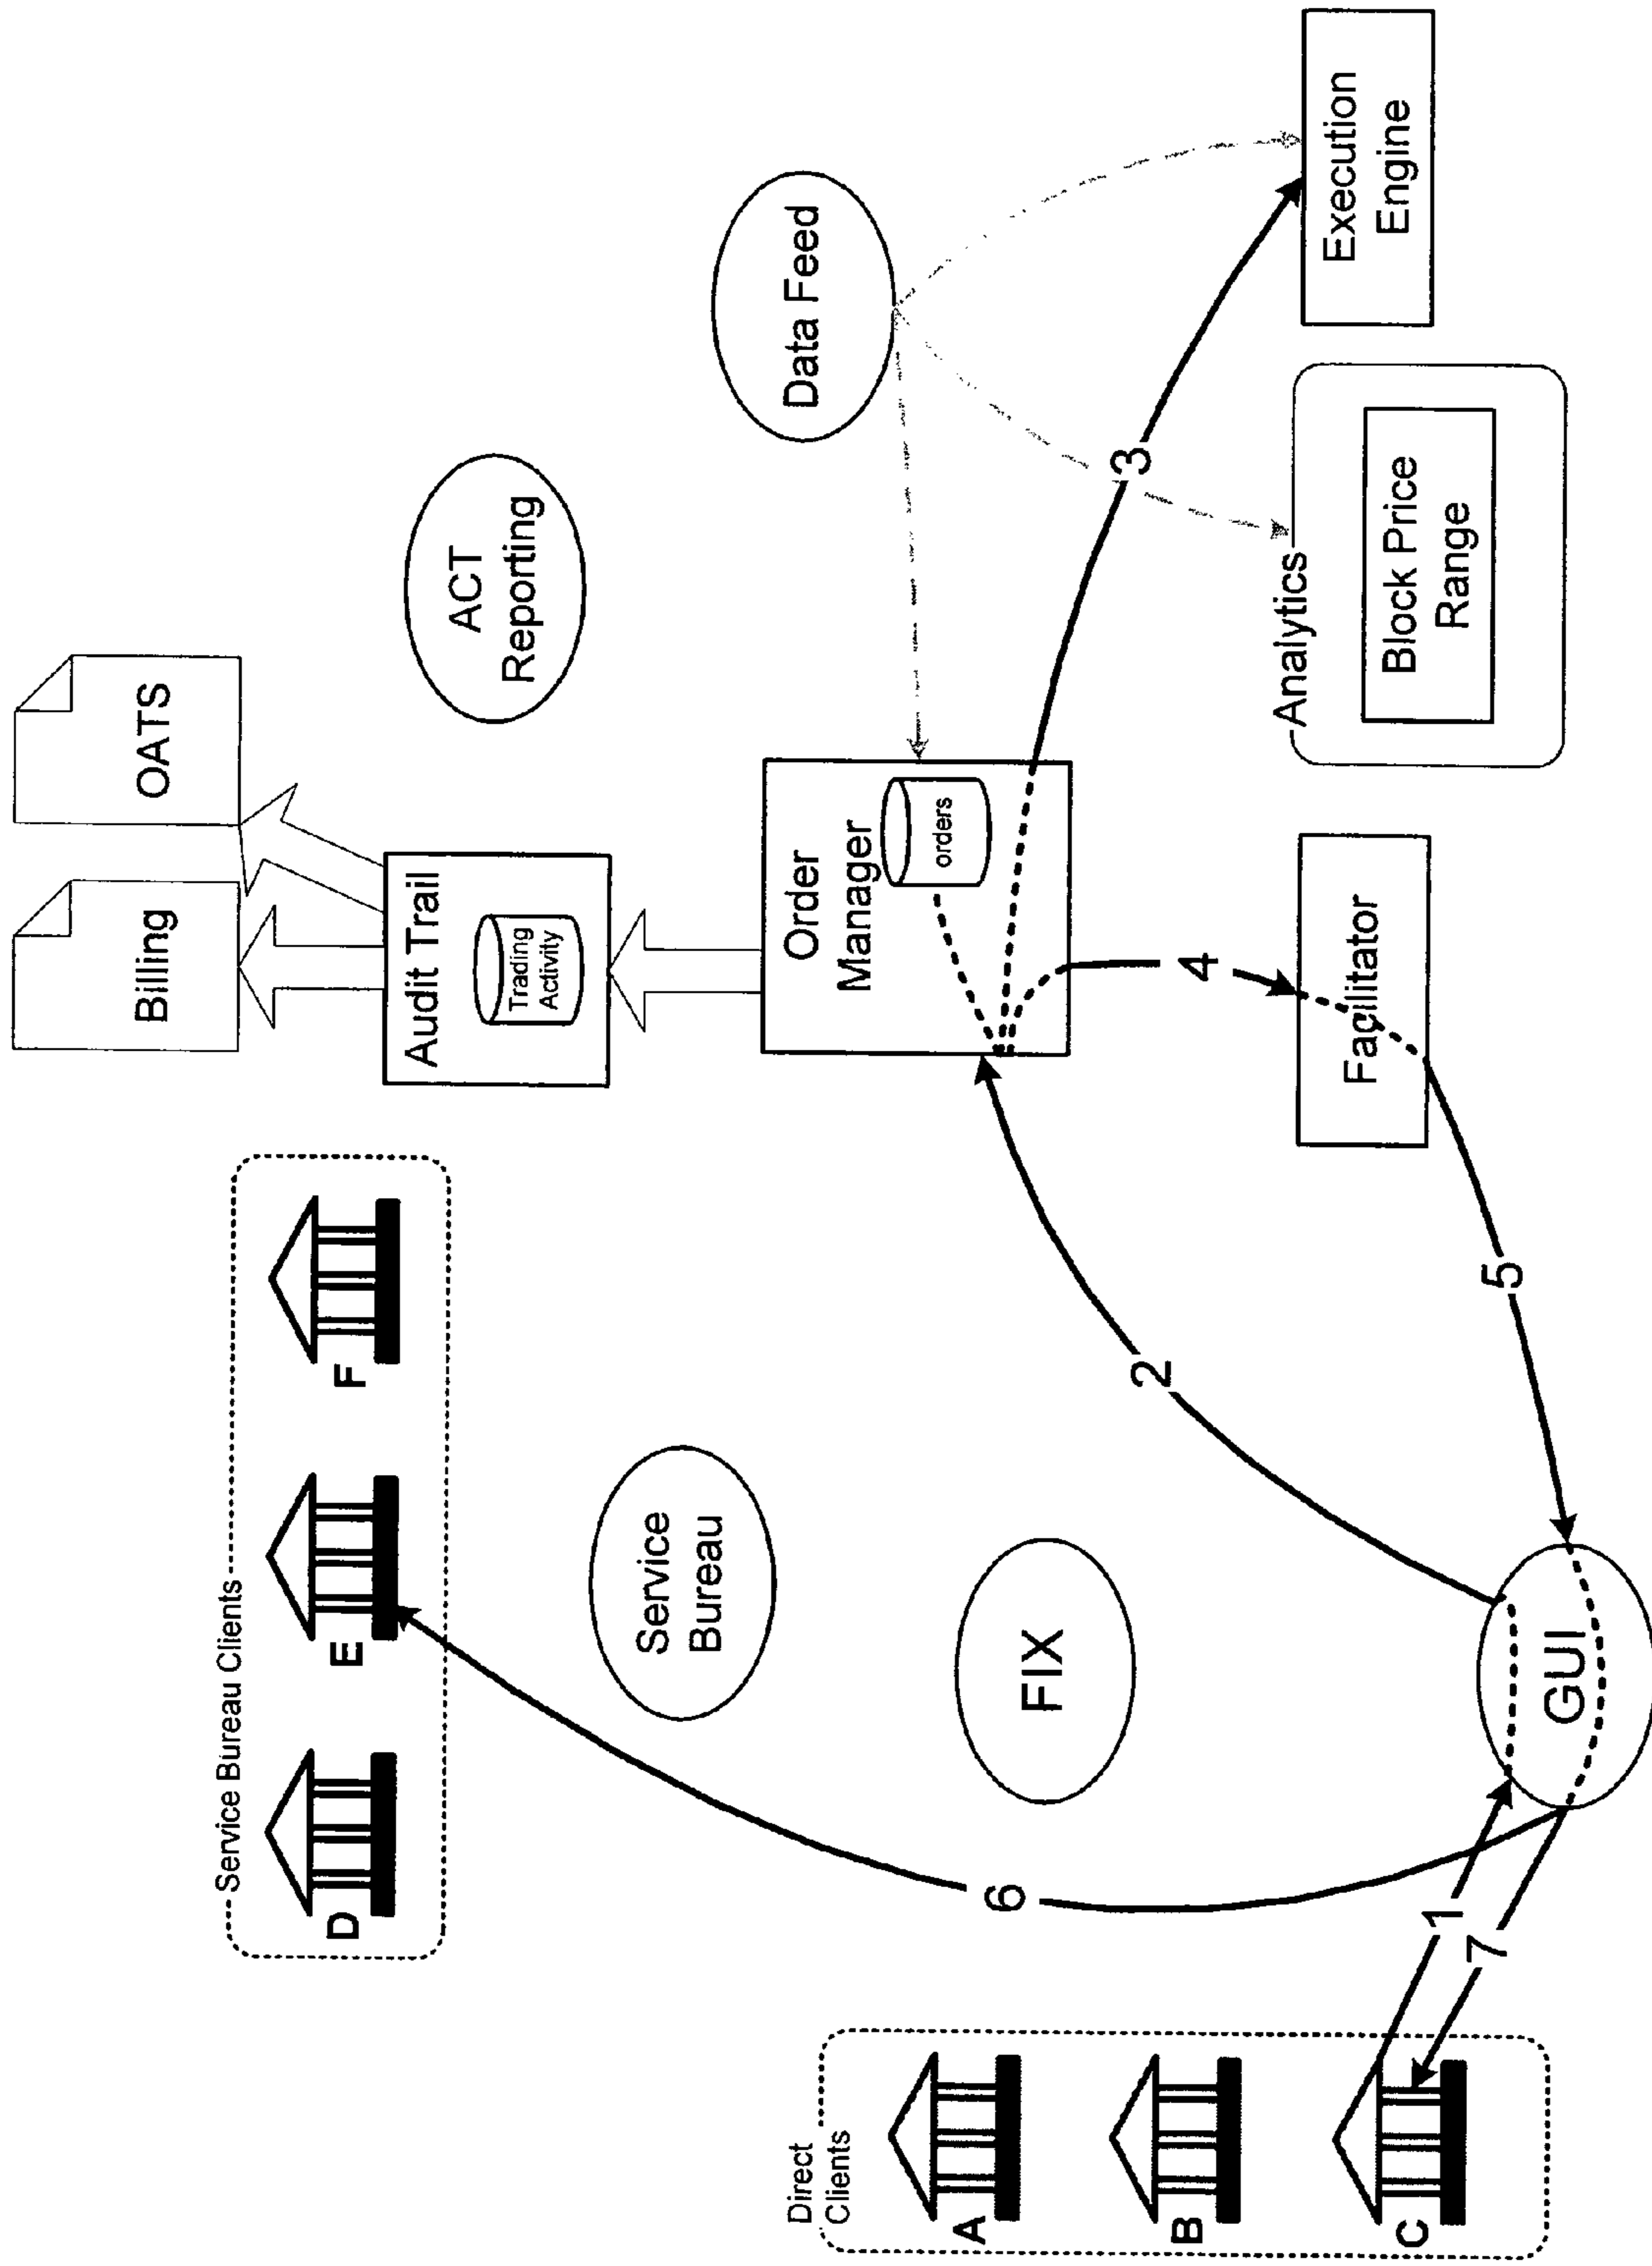 Service Bureau Clients
D
E
F
Billing
OATS
Audit Trail
Trading
Activity
ACT
Reporting
Service
Bureau
Order
Manager
orders
Data Feed
Direct
Clients
A
B
C
FIX
6
2
4
3
1
7
GUI
5
Facilitator
Analytics
Block Price
Range
Execution
Engine